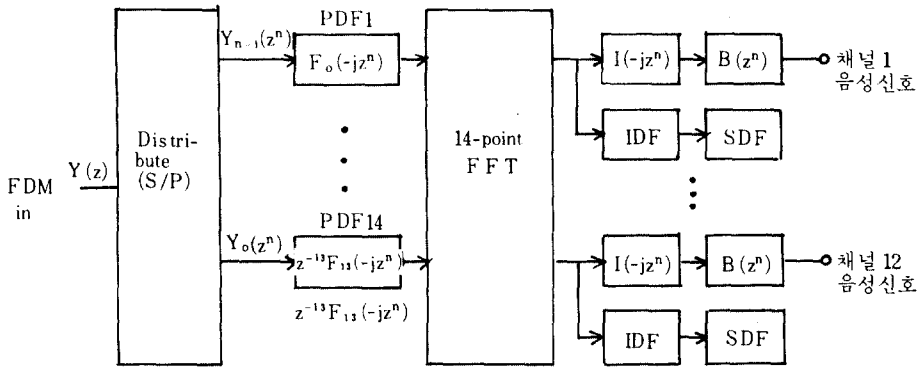 PDF1
Y_{n-1}(z^n)
F_0(-jz^n)
I(-jz^n)
B(z^n)
채널 1
음성신호
Distri-
bute
(S/P)
14-point
FFT
IDF
SDF
FDM
in
Y(z)
PDF14
Y_0(z^n)
z^{-13}F_{13}(-jz^n)
z^{-13}F_{13}(-jz^n)
I(-jz^n)
B(z^n)
채널 12
음성신호
IDF
SDF